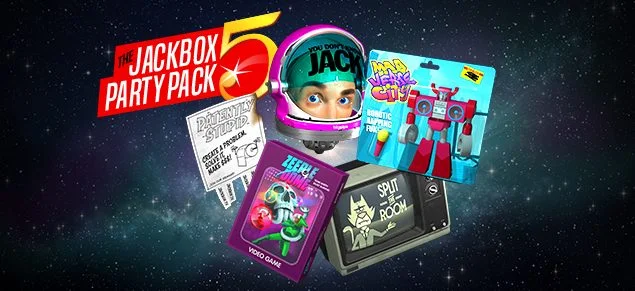 THE
JACKBOX
PARTY PACK 5
YOU DON'T KNOW
JACK
MAD
VERSE
CITY
ROBOTIC
RAPPING
FUN!
PATENTLY
STUPID
CREATE A PROBLEM.
SOLVE IT.
MAKE $$$!
ZEEPLE
DOME
VIDEO GAME
SPLIT
THE
ROOM